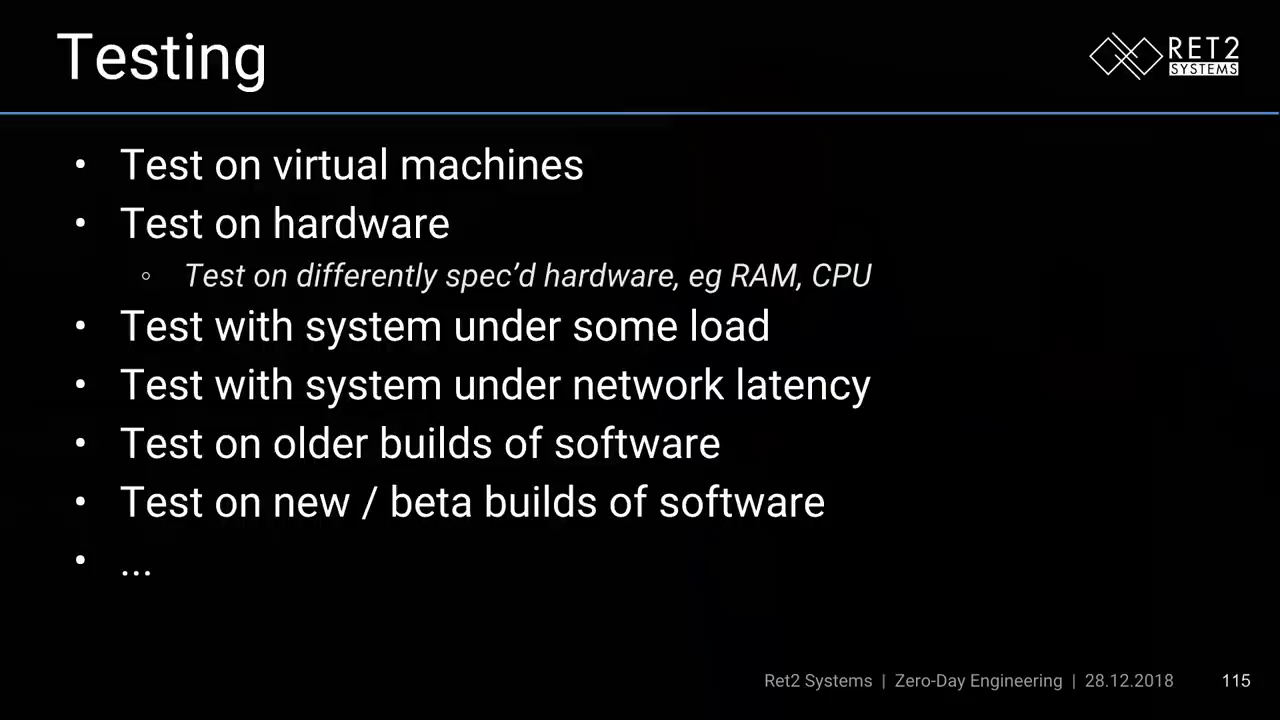 Testing
RET2
SYSTEMS
• Test on virtual machines
• Test on hardware
◦ Test on differently spec’d hardware, eg RAM, CPU
• Test with system under some load
• Test with system under network latency
• Test on older builds of software
• Test on new / beta builds of software
• ...
Ret2 Systems | Zero-Day Engineering | 28.12.2018 115